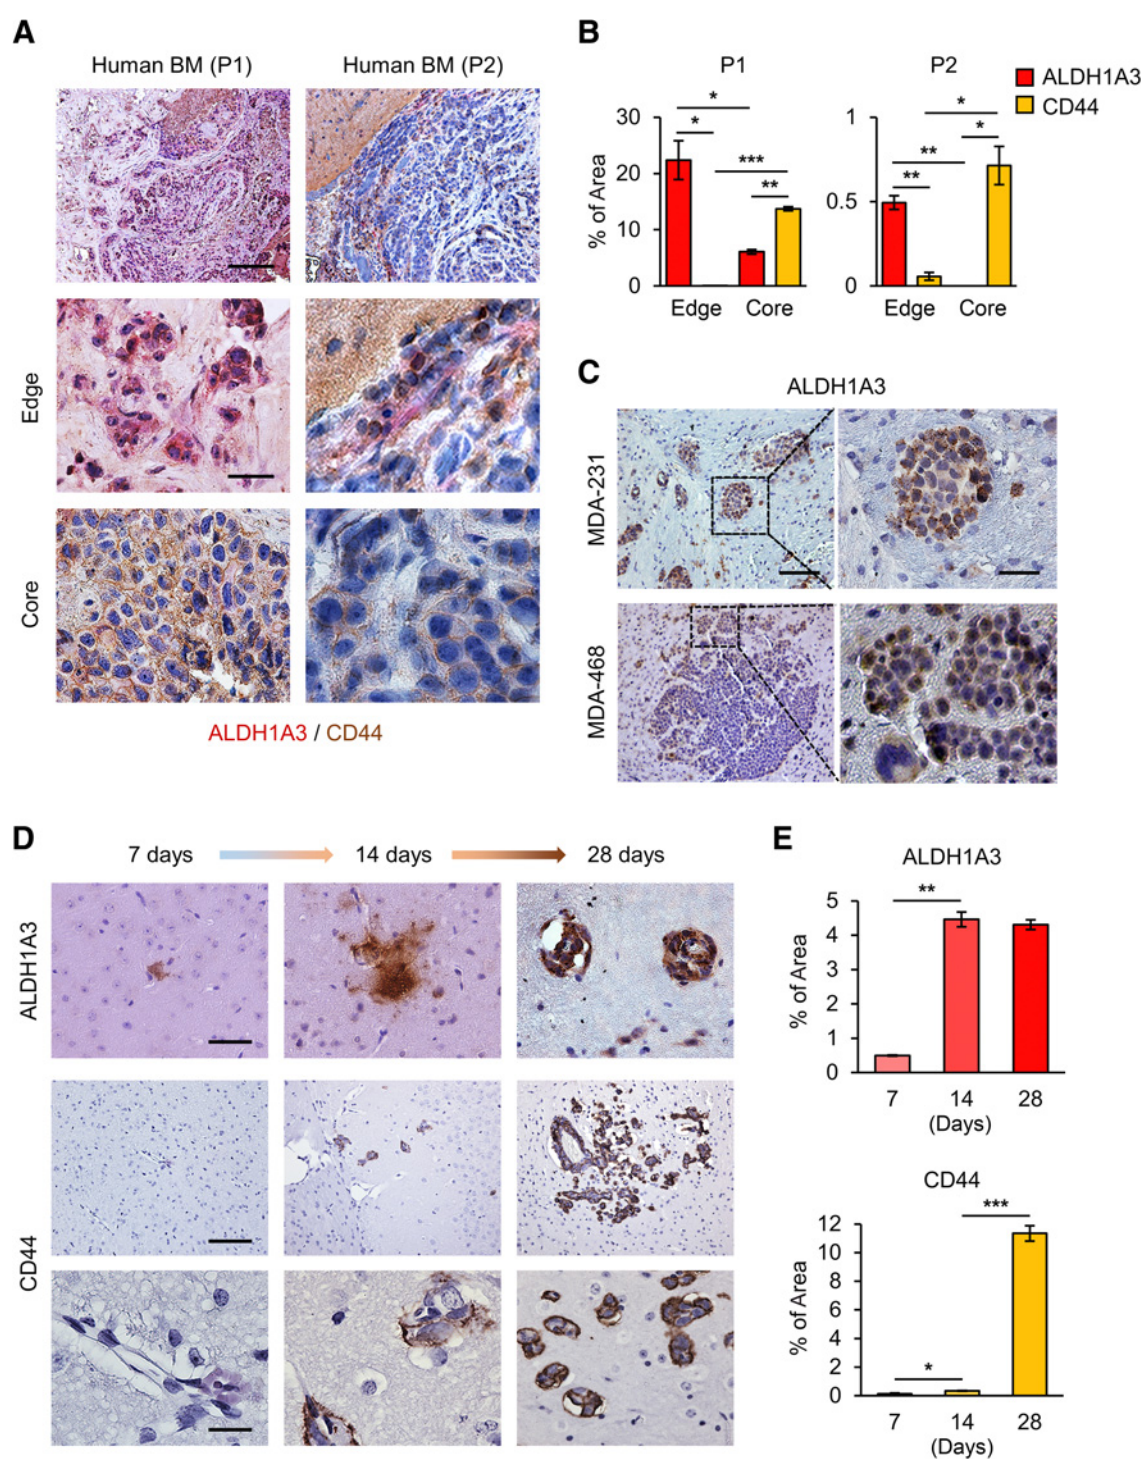 A
Human BM (P1)
Human BM (P2)
Edge
Core
ALDH1A3 / CD44
B
P1
P2
ALDH1A3
CD44
% of Area
30
20
10
0
*
*
***
**
Edge
Core
1
0.5
0
*
*
**
**
Edge
Core
C
ALDH1A3
MDA-231
MDA-468
D
7 days
14 days
28 days
ALDH1A3
CD44
E
ALDH1A3
% of Area
5
4
3
2
1
0
**
7
14
28
(Days)
CD44
% of Area
12
10
8
6
4
2
0
***
*
7
14
28
(Days)